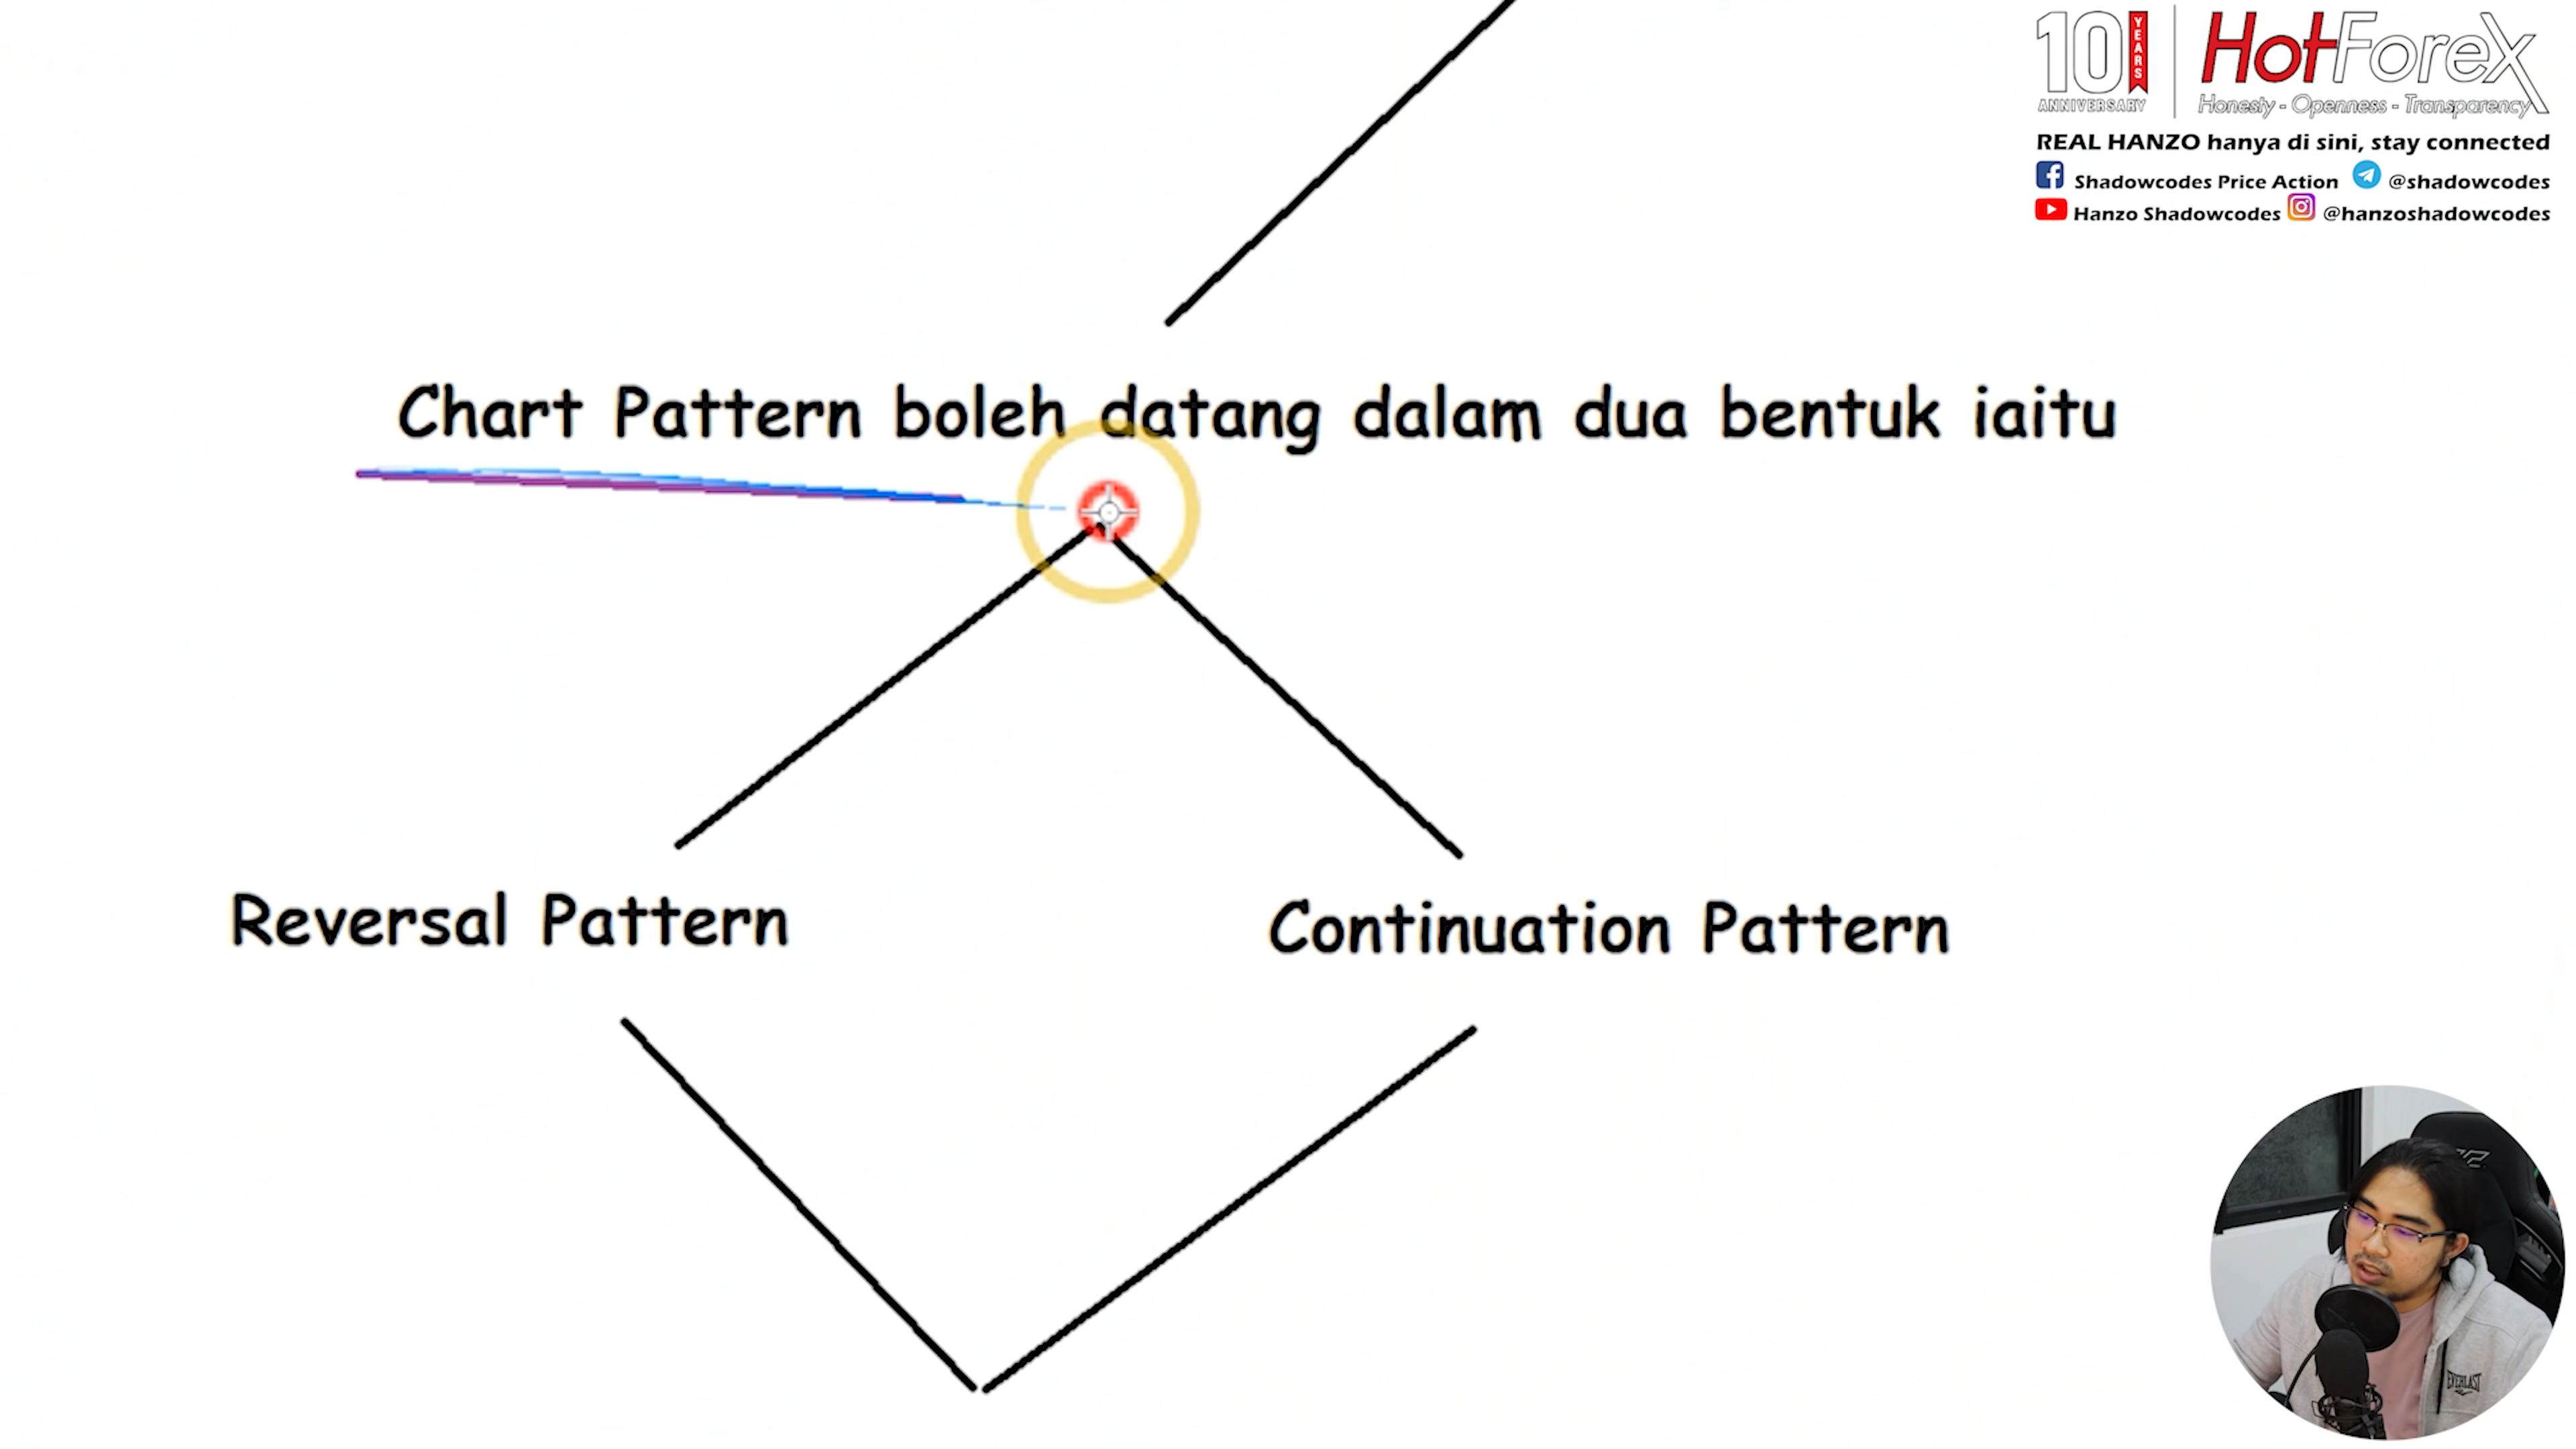 10 YEARS
ANNIVERSARY
HotForex
Honesty - Openness - Transparency
REAL HANZO hanya di sini, stay connected
Shadowcodes Price Action @shadowcodes
Hanzo Shadowcodes @hanzoshadowcodes
Chart Pattern boleh datang dalam dua bentuk iaitu
Reversal Pattern
Continuation Pattern
EVERLAST